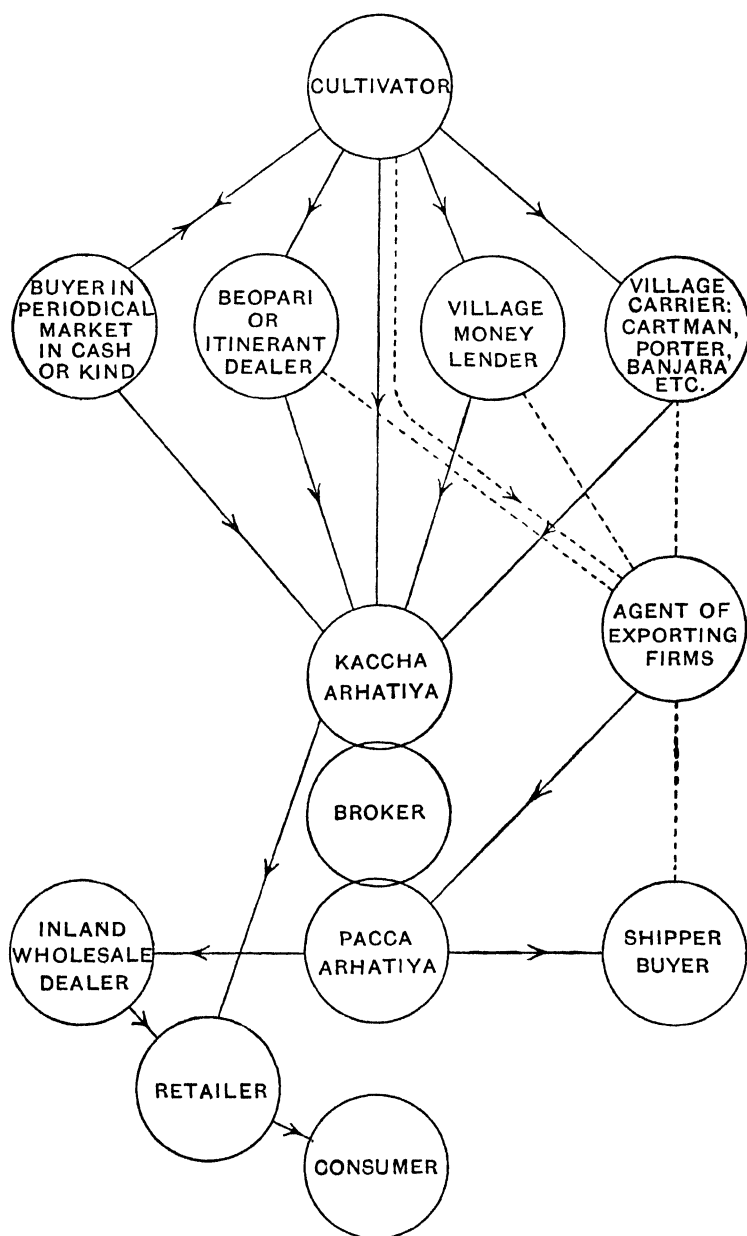 CULTIVATOR
BUYER IN
PERIODICAL
MARKET
IN CASH
OR KIND
BEOPARI
OR
ITINERANT
DEALER
VILLAGE
MONEY
LENDER
VILLAGE
CARRIER:
CARTMAN,
PORTER,
BANJARA,
ETC.
AGENT OF
EXPORTING
FIRMS
KACCHA
ARHATIYA
BROKER
INLAND
WHOLESALE
DEALER
PACCA
ARHATIYA
SHIPPER
BUYER
RETAILER
CONSUMER